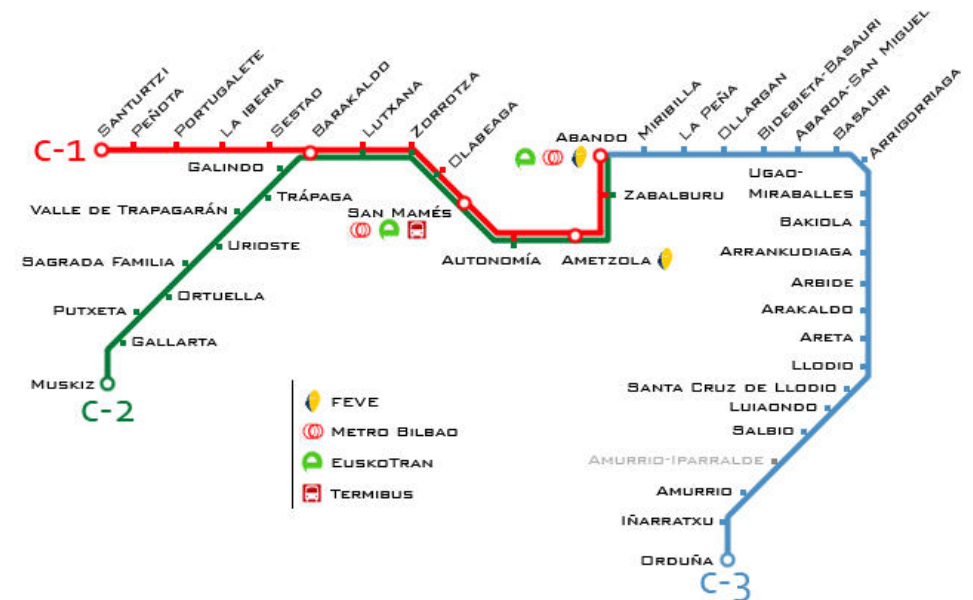 C-1
SANTURTZI
PEÑOTA
PORTUGALETE
LA IBERIA
SESTAO
BARAKALDO
LUTXANA
ZORROTZA
OLABEAGA
SAN MAMÉS
AUTONOMÍA
AMETZOLA
ZABALBURU
ABANDO
MIRIBILLA
LA PEÑA
OLLARGAN
BIDEBIETA-BASAURI
ABAROA-SAN MIGUEL
BASAURI
ARRIGORRIAGA
UGAO-
MIRABALLES
BAKIOLA
ARRANKUDIAGA
ARBIDE
ARAKALDO
ARETA
LLODIO
SANTA CRUZ DE LLODIO
LUIAONDO
SALBIO
AMURRIO-IPARRALDE
AMURRIO
IÑARRATXU
ORDUÑA
C-3
GALINDO
TRÁPAGA
VALLE DE TRAPAGARÁN
URIOSTE
SAGRADA FAMILIA
ORTUELLA
PUTXETA
GALLARTA
MUSKIZ
C-2
FEVE
METRO BILBAO
EUSKOTRAN
TERMIBUS